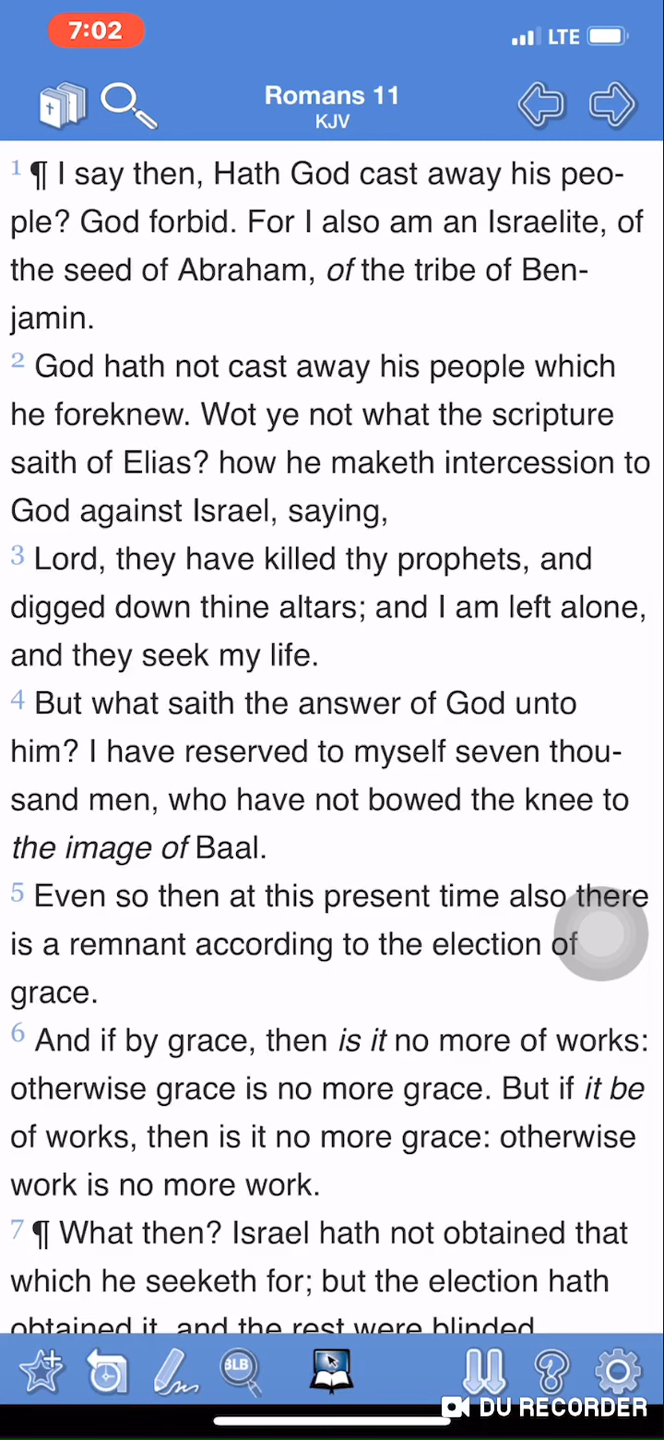 7:02
LTE
Romans 11
KJV
1 ¶ I say then, Hath God cast away his peo-
ple? God forbid. For I also am an Israelite, of
the seed of Abraham, of the tribe of Ben-
jamin.
2 God hath not cast away his people which
he foreknew. Wot ye not what the scripture
saith of Elias? how he maketh intercession to
God against Israel, saying,
3 Lord, they have killed thy prophets, and
digged down thine altars; and I am left alone,
and they seek my life.
4 But what saith the answer of God unto
him? I have reserved to myself seven thou-
sand men, who have not bowed the knee to
the image of Baal.
5 Even so then at this present time also there
is a remnant according to the election of
grace.
6 And if by grace, then is it no more of works:
otherwise grace is no more grace. But if it be
of works, then is it no more grace: otherwise
work is no more work.
7 ¶ What then? Israel hath not obtained that
which he seeketh for; but the election hath
obtained it, and the rest were blinded
BLB
DU RECORDER